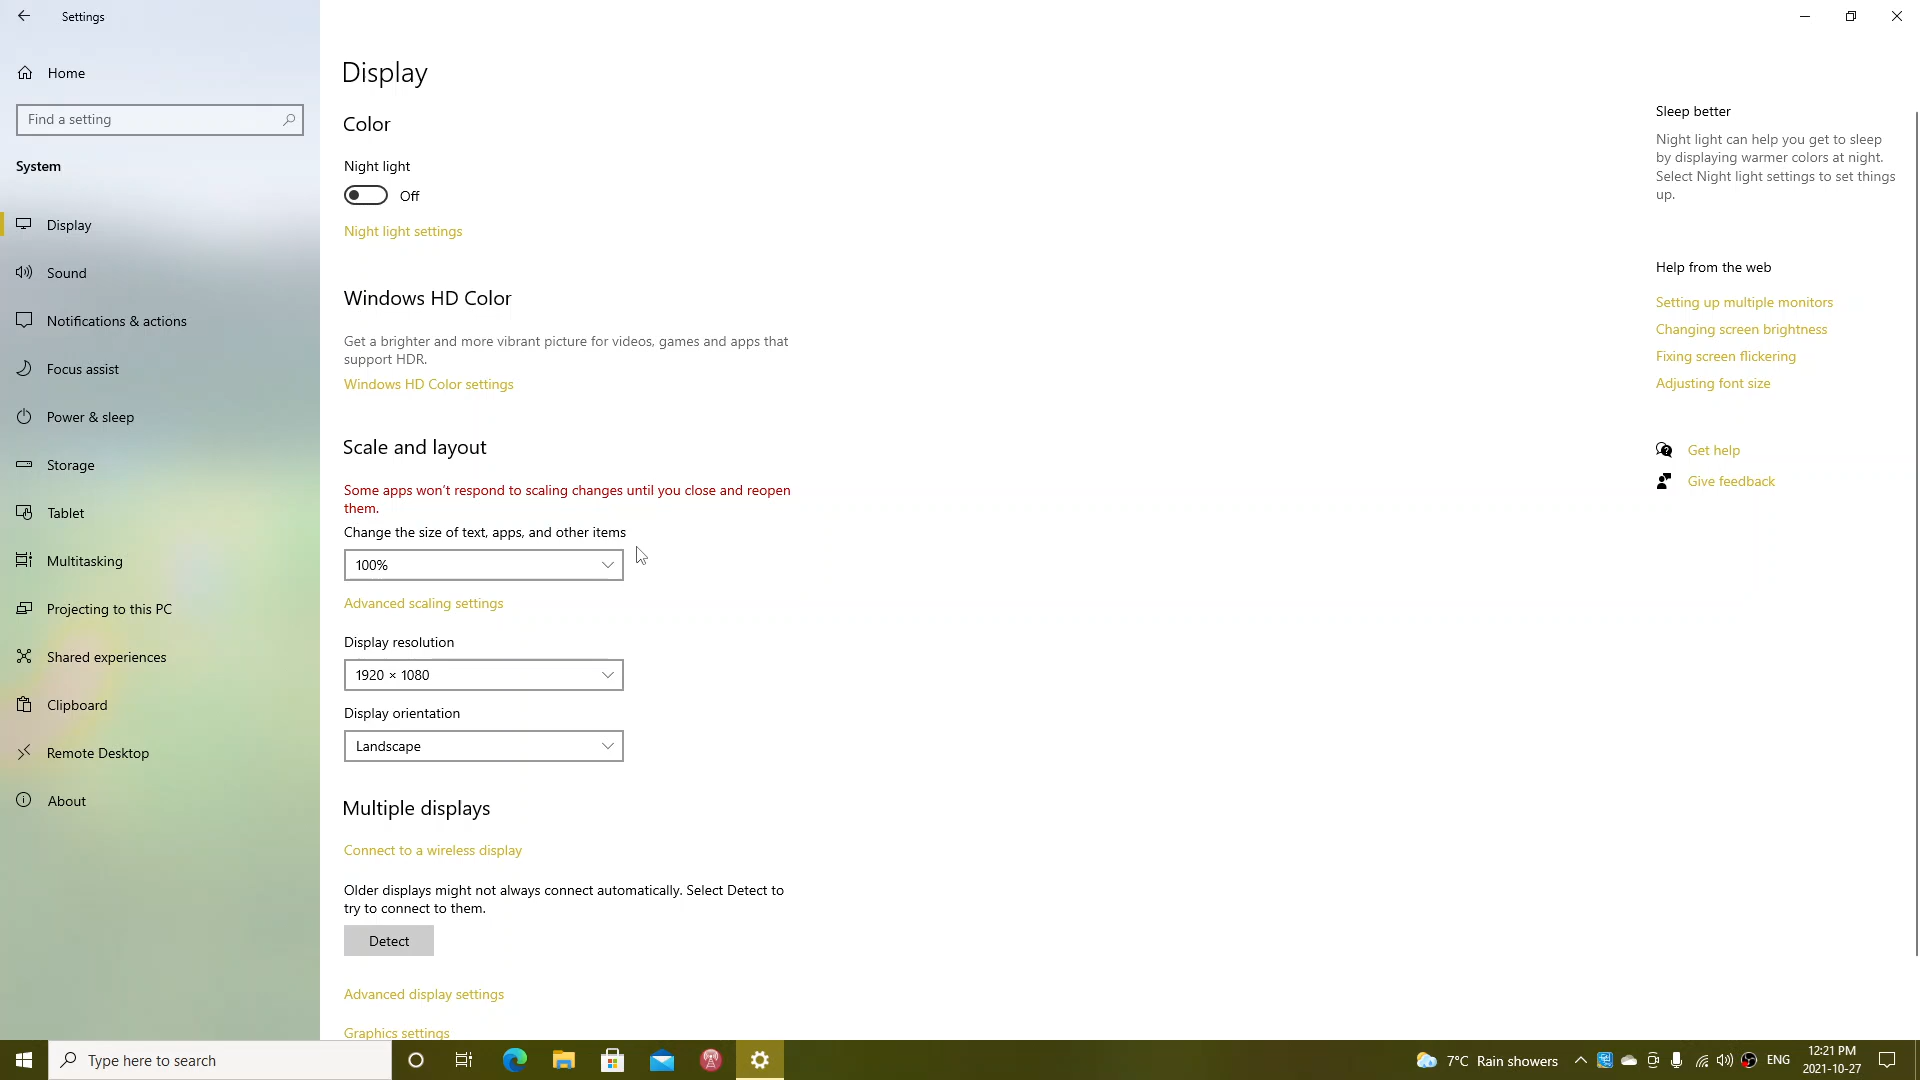 Settings
Home
Find a setting
System
Display
Sound
Notifications & actions
Focus assist
Power & sleep
Storage
Tablet
Multitasking
Projecting to this PC
Shared experiences
Clipboard
Remote Desktop
About
Display
Color
Night light
Off
Night light settings
Windows HD Color
Get a brighter and more vibrant picture for videos, games and apps that
support HDR.
Windows HD Color settings
Scale and layout
Some apps won't respond to scaling changes until you close and reopen
them.
Change the size of text, apps, and other items
100%
Advanced scaling settings
Display resolution
1920 × 1080
Display orientation
Landscape
Multiple displays
Connect to a wireless display
Older displays might not always connect automatically. Select Detect to
try to connect to them.
Detect
Advanced display settings
Graphics settings
Sleep better
Night light can help you get to sleep
by displaying warmer colors at night.
Select Night light settings to set things
up.
Help from the web
Setting up multiple monitors
Changing screen brightness
Fixing screen flickering
Adjusting font size
Get help
Give feedback
Type here to search
7°C Rain showers
ENG
12:21 PM
2021-10-27